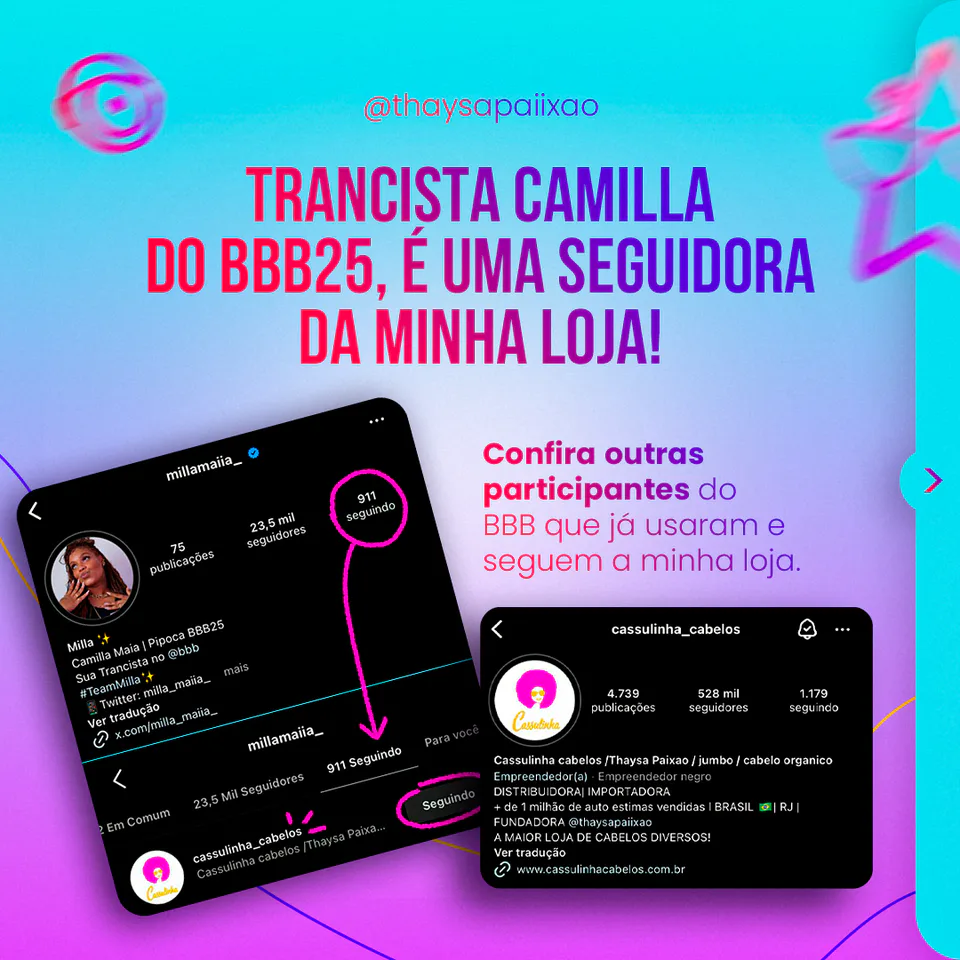 @thaysapaiixao
TRANCISTA CAMILLA
DO BBB25, É UMA SEGUIDORA
DA MINHA LOJA!
Confira outras
participantes do
BBB que já usaram e
seguem a minha loja.
millamaiia_
75
publicações
23,5 mil
seguidores
911
seguindo
Milla ✨
Camilla Maia | Pipoca BBB25
Sua Trancista no @bbb
#TeamMilla✨
📱Twitter: milla_maiia_ mais
Ver tradução
x.com/milla_maiia_
millamaiia_
2 Em Comum
23,5 Mil Seguidores
911 Seguindo
Para você
cassulinha_cabelos
Cassulinha cabelos /Thaysa Paixa...
Seguindo
Cassulinha
cassulinha_cabelos
Cassulinha
4.739
publicações
528 mil
seguidores
1.179
seguindo
Cassulinha cabelos /Thaysa Paixao / jumbo / cabelo organico
Empreendedor(a) · Empreendedor negro
DISTRIBUIDORA| IMPORTADORA
+ de 1 milhão de auto estimas vendidas | BRASIL 🇧🇷 | RJ |
FUNDADORA @thaysapaiixao
A MAIOR LOJA DE CABELOS DIVERSOS!
Ver tradução
www.cassulinhacabelos.com.br